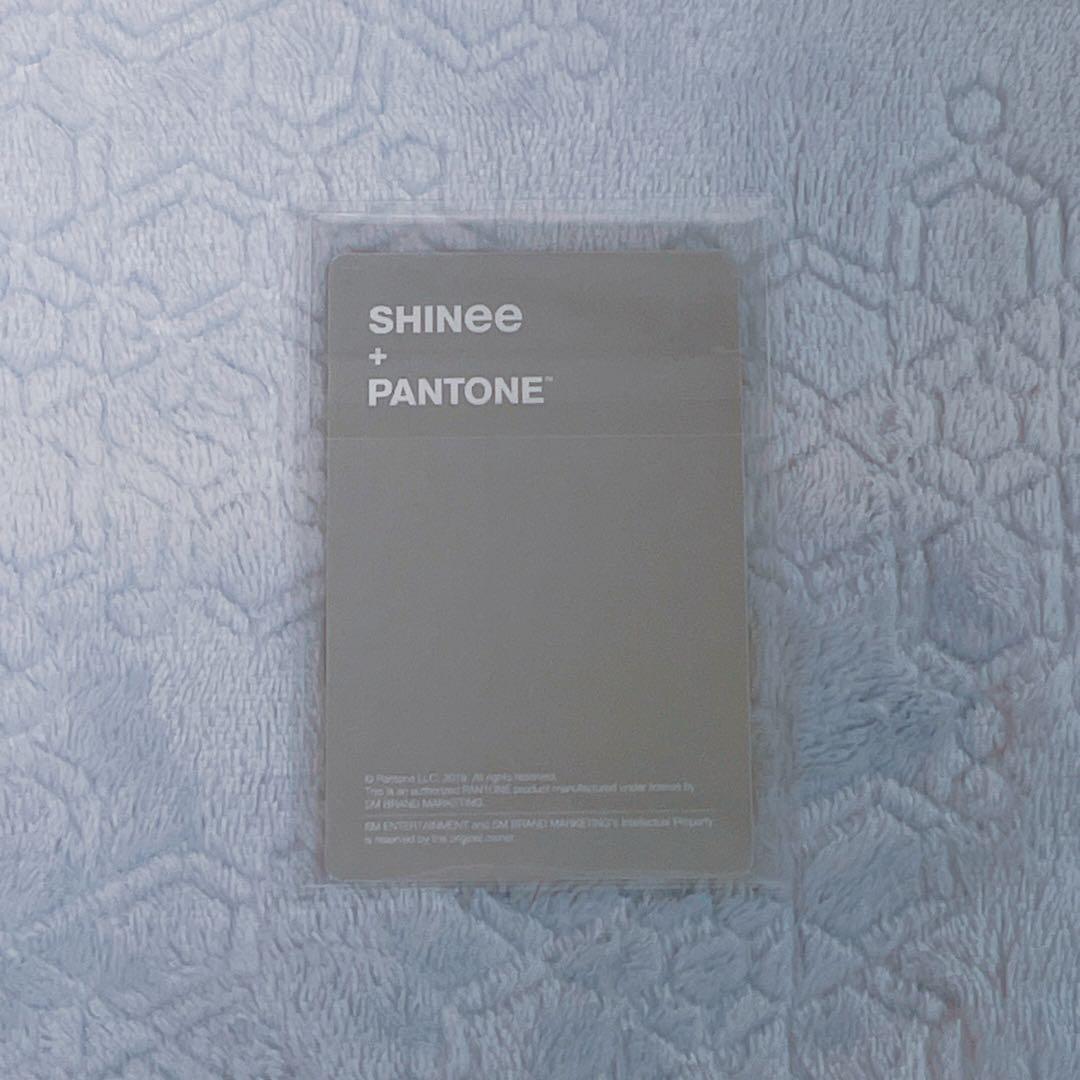 SHINee
+
PANTONE™
© Pantone LLC, 2019. All rights reserved.
This is an authorized PANTONE product manufactured under license by
SM BRAND MARKETING.
SM ENTERTAINMENT and SM BRAND MARKETING's Intellectual Property
is reserved by the original owner.